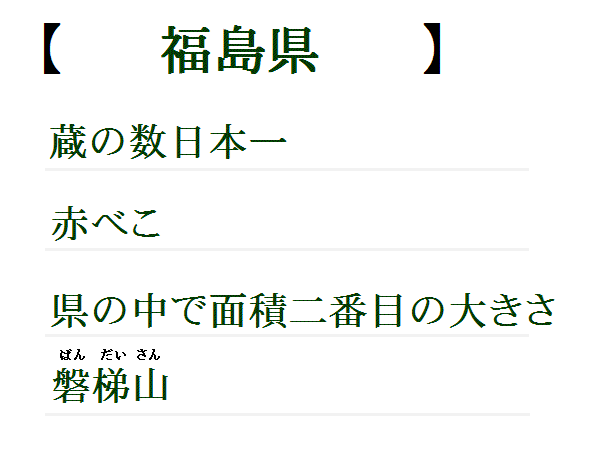 【 福島県 】
蔵の数日本一
赤べこ
県の中で面積二番目の大きさ
ばん だい さん
磐梯山